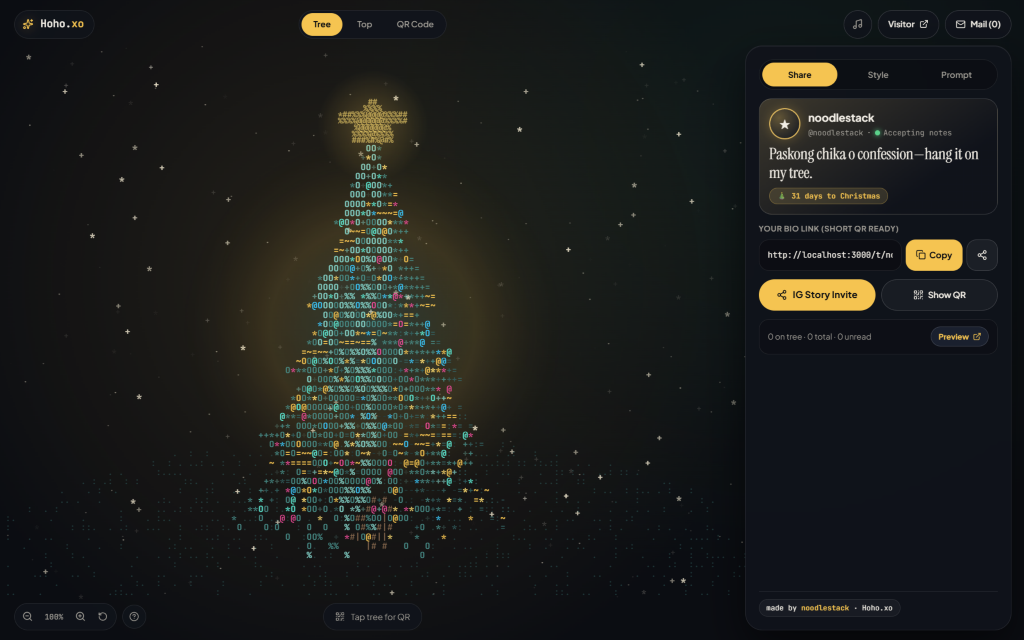 Hoho.xo
Tree Top QR Code
Visitor Mail (0)
Share Style Prompt
noodlestack
@noodlestack · Accepting notes
Paskong chika o confession—hang it on
my tree.
31 days to Christmas
YOUR BIO LINK (SHORT QR READY)
http://localhost:3000/t/no
Copy
IG Story Invite Show QR
0 on tree · 0 total · 0 unread Preview
100%
Tap tree for QR
made by noodlestack · Hoho.xo